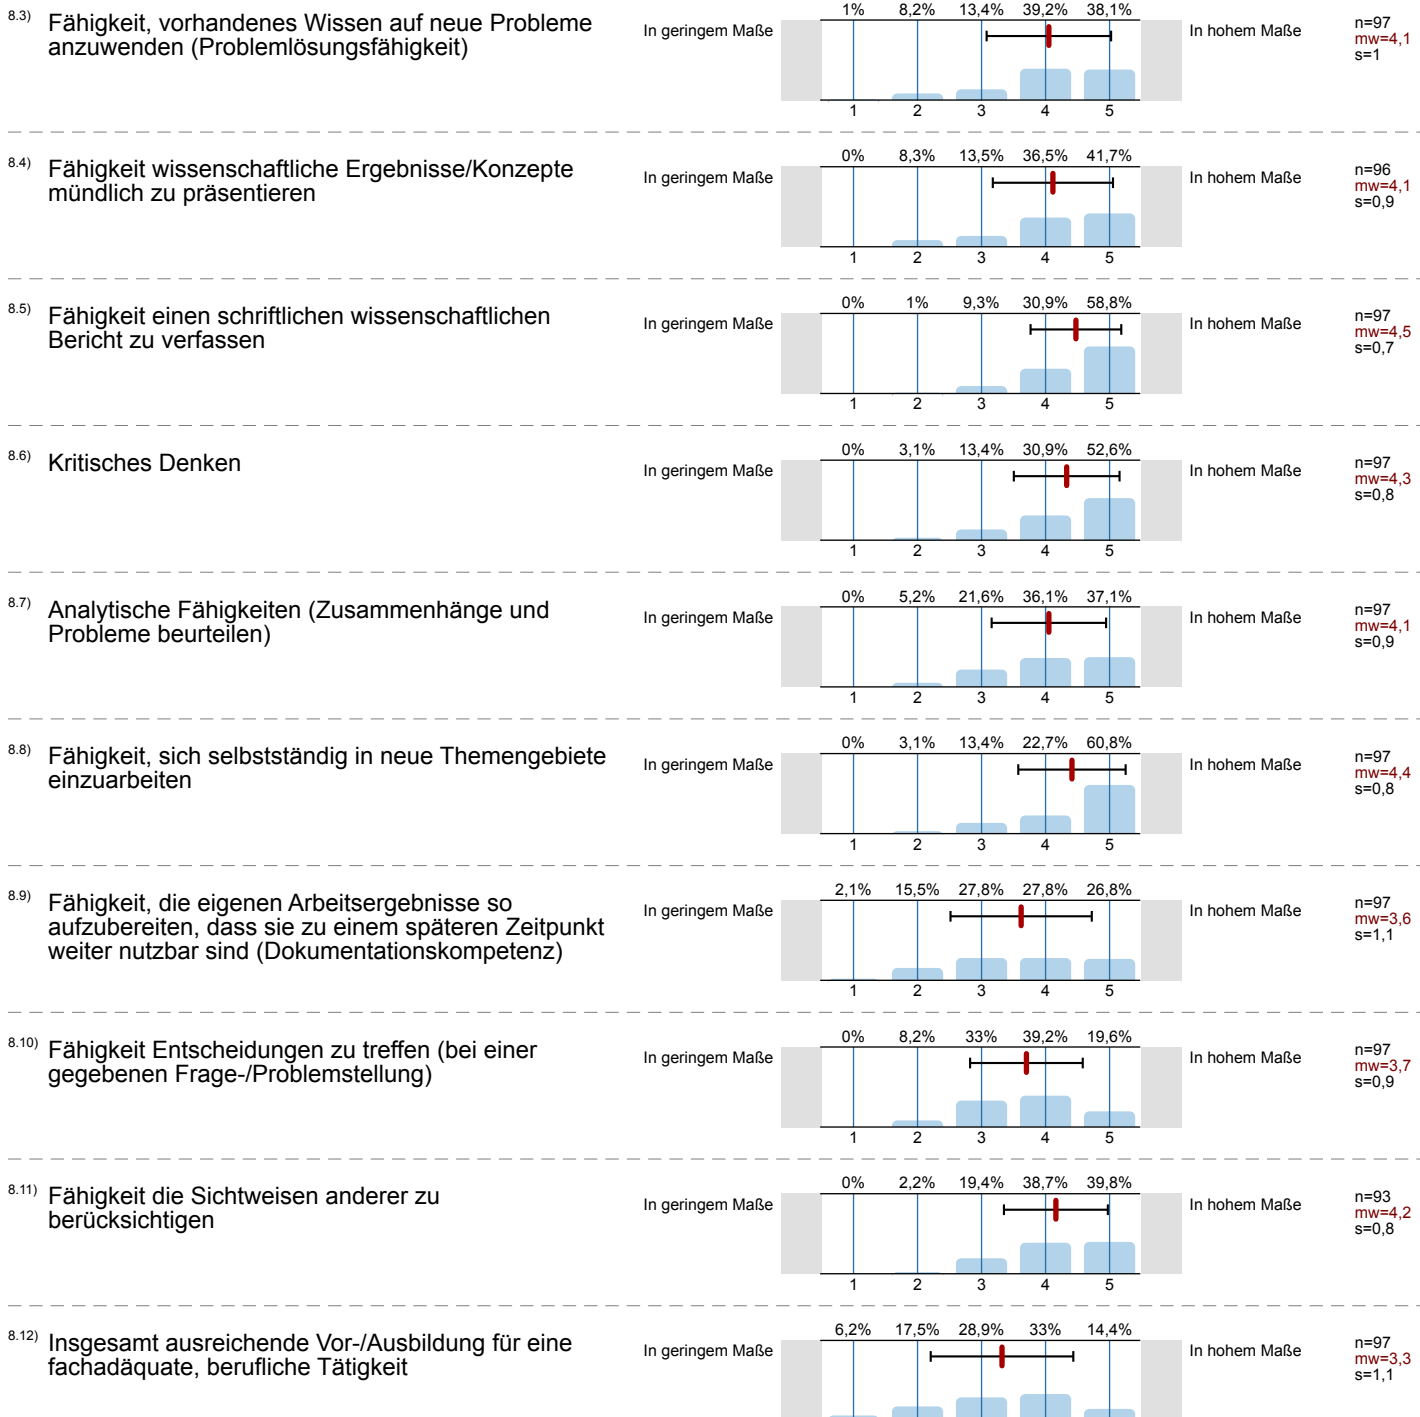 1% 8,2% 13,4% 39,2% 38,1%
8.3) Fähigkeit, vorhandenes Wissen auf neue Probleme
anzuwenden (Problemlösungsfähigkeit)
In geringem Maße
In hohem Maße
n=97
mw=4,1
s=1
1 2 3 4 5
0% 8,3% 13,5% 36,5% 41,7%
8.4) Fähigkeit wissenschaftliche Ergebnisse/Konzepte
mündlich zu präsentieren
In geringem Maße
In hohem Maße
n=96
mw=4,1
s=0,9
1 2 3 4 5
0% 1% 9,3% 30,9% 58,8%
8.5) Fähigkeit einen schriftlichen wissenschaftlichen
Bericht zu verfassen
In geringem Maße
In hohem Maße
n=97
mw=4,5
s=0,7
1 2 3 4 5
0% 3,1% 13,4% 30,9% 52,6%
8.6) Kritisches Denken
In geringem Maße
In hohem Maße
n=97
mw=4,3
s=0,8
1 2 3 4 5
0% 5,2% 21,6% 36,1% 37,1%
8.7) Analytische Fähigkeiten (Zusammenhänge und
Probleme beurteilen)
In geringem Maße
In hohem Maße
n=97
mw=4,1
s=0,9
1 2 3 4 5
0% 3,1% 13,4% 22,7% 60,8%
8.8) Fähigkeit, sich selbstständig in neue Themengebiete
einzuarbeiten
In geringem Maße
In hohem Maße
n=97
mw=4,4
s=0,8
1 2 3 4 5
2,1% 15,5% 27,8% 27,8% 26,8%
8.9) Fähigkeit, die eigenen Arbeitsergebnisse so
aufzubereiten, dass sie zu einem späteren Zeitpunkt
weiter nutzbar sind (Dokumentationskompetenz)
In geringem Maße
In hohem Maße
n=97
mw=3,6
s=1,1
1 2 3 4 5
0% 8,2% 33% 39,2% 19,6%
8.10) Fähigkeit Entscheidungen zu treffen (bei einer
gegebenen Frage-/Problemstellung)
In geringem Maße
In hohem Maße
n=97
mw=3,7
s=0,9
1 2 3 4 5
0% 2,2% 19,4% 38,7% 39,8%
8.11) Fähigkeit die Sichtweisen anderer zu
berücksichtigen
In geringem Maße
In hohem Maße
n=93
mw=4,2
s=0,8
1 2 3 4 5
6,2% 17,5% 28,9% 33% 14,4%
8.12) Insgesamt ausreichende Vor-/Ausbildung für eine
fachadäquate, berufliche Tätigkeit
In geringem Maße
In hohem Maße
n=97
mw=3,3
s=1,1